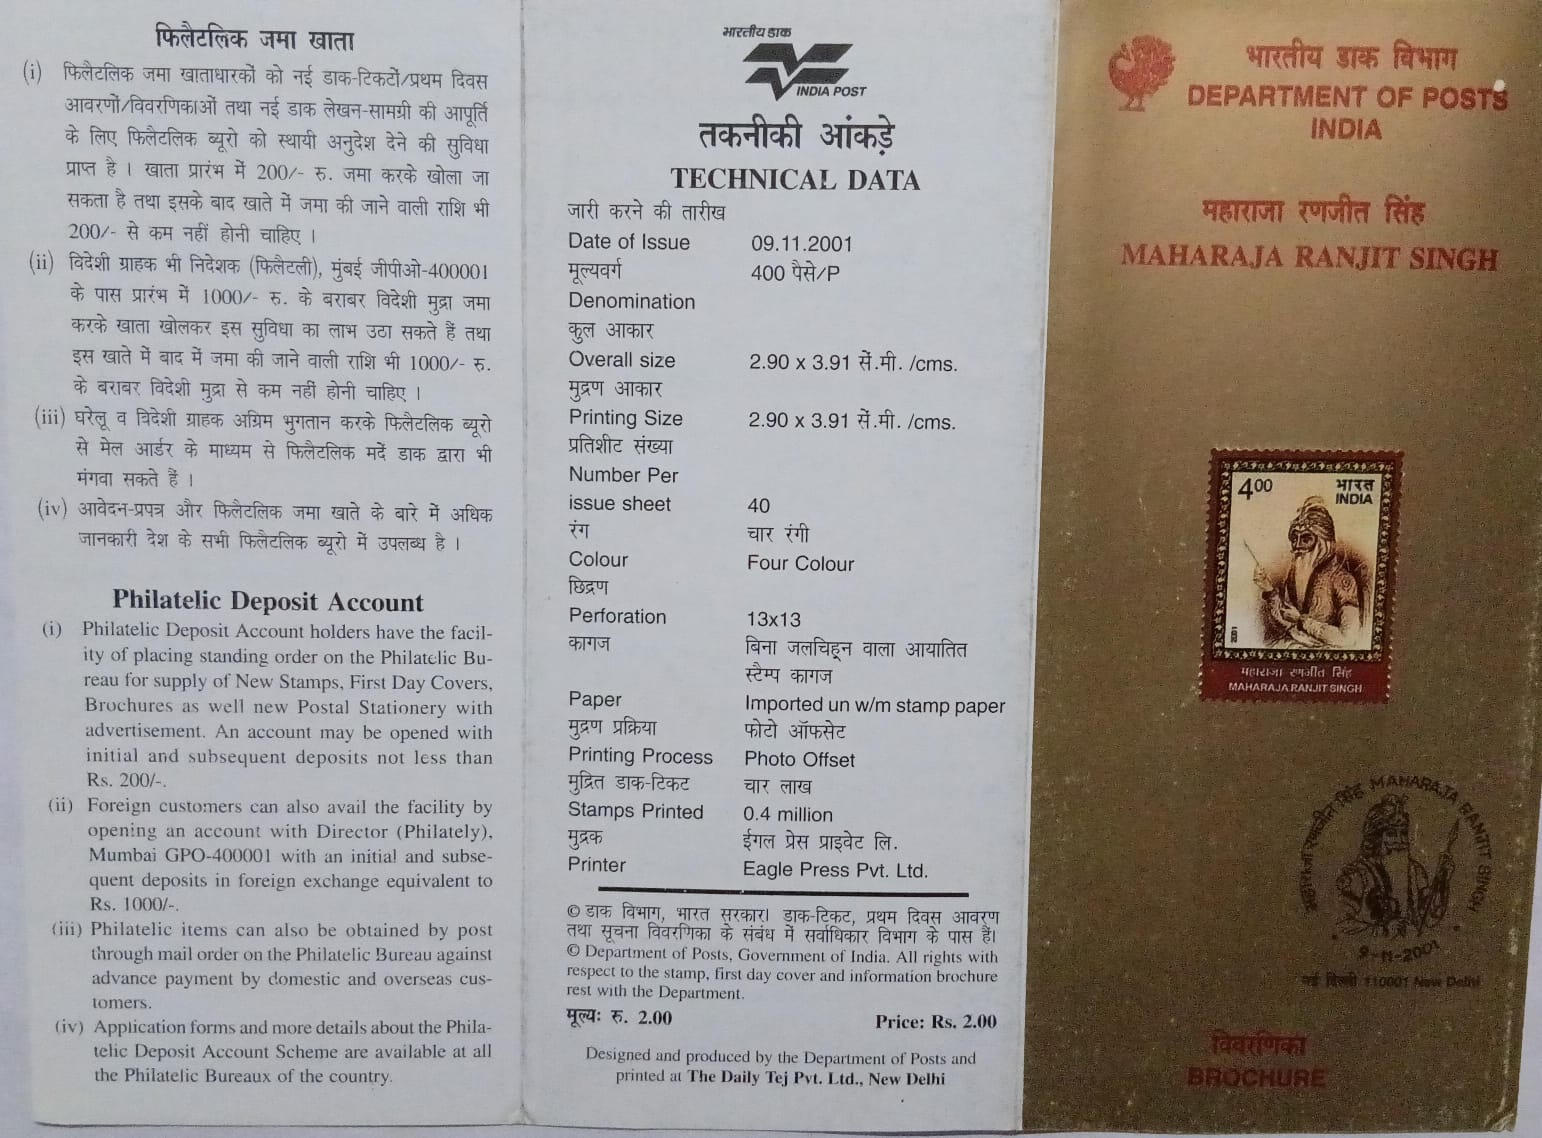 फिलैटलिक जमा खाता
(i) फिलैटलिक जमा खाताधारकों को नई डाक-टिकटों/प्रथम दिवस
आवरणों/विवरणिकाओं तथा नई डाक लेखन-सामग्री की आपूर्ति
के लिए फिलैटलिक ब्यूरो को स्थायी अनुदेश देने की सुविधा
प्राप्त है । खाता प्रारंभ में 200/- रु. जमा करके खोला जा
सकता है तथा इसके बाद खाते में जमा की जाने वाली राशि भी
200/- से कम नहीं होनी चाहिए ।
(ii) विदेशी ग्राहक भी निदेशक (फिलैटली), मुंबई जीपीओ-400001
के पास प्रारंभ में 1000/- रु. के बराबर विदेशी मुद्रा जमा
करके खाता खोलकर इस सुविधा का लाभ उठा सकते हैं तथा
इस खाते में बाद में जमा की जाने वाली राशि भी 1000/- रु.
के बराबर विदेशी मुद्रा से कम नहीं होनी चाहिए ।
(iii) घरेलू व विदेशी ग्राहक अग्रिम भुगतान करके फिलैटलिक ब्यूरो
से मेल आर्डर के माध्यम से फिलैटलिक मदें डाक द्वारा भी
मंगवा सकते हैं ।
(iv) आवेदन-प्रपत्र और फिलैटलिक जमा खाते के बारे में अधिक
जानकारी देश के सभी फिलैटलिक ब्यूरो में उपलब्ध है ।
Philatelic Deposit Account
(i) Philatelic Deposit Account holders have the facil-
ity of placing standing order on the Philatelic Bu-
reau for supply of New Stamps, First Day Covers,
Brochures as well new Postal Stationery with
advertisement. An account may be opened with
initial and subsequent deposits not less than
Rs. 200/-.
(ii) Foreign customers can also avail the facility by
opening an account with Director (Philately),
Mumbai GPO-400001 with an initial and subse-
quent deposits in foreign exchange equivalent to
Rs. 1000/-.
(iii) Philatelic items can also be obtained by post
through mail order on the Philatelic Bureau against
advance payment by domestic and overseas cus-
tomers.
(iv) Application forms and more details about the Phila-
telic Deposit Account Scheme are available at all
the Philatelic Bureaux of the country.
भारतीय डाक
INDIA POST
तकनीकी आंकड़े
TECHNICAL DATA
जारी करने की तारीख
Date of Issue 09.11.2001
मूल्यवर्ग 400 पैसे/P
Denomination
कुल आकार
Overall size 2.90 x 3.91 सें.मी. /cms.
मुद्रण आकार
Printing Size 2.90 x 3.91 सें.मी. /cms.
प्रतिशीट संख्या
Number Per
issue sheet 40
रंग चार रंगी
Colour Four Colour
छिद्रण
Perforation 13x13
कागज बिना जलचिह्न वाला आयातित
स्टैम्प कागज
Paper Imported un w/m stamp paper
मुद्रण प्रक्रिया फोटो ऑफसेट
Printing Process Photo Offset
मुद्रित डाक-टिकट चार लाख
Stamps Printed 0.4 million
मुद्रक ईगल प्रेस प्राइवेट लि.
Printer Eagle Press Pvt. Ltd.
© डाक विभाग, भारत सरकार। डाक-टिकट, प्रथम दिवस आवरण
तथा सूचना विवरणिका के संबंध में सर्वाधिकार विभाग के पास हैं।
© Department of Posts, Government of India. All rights with
respect to the stamp, first day cover and information brochure
rest with the Department.
मूल्यः रु. 2.00 Price: Rs. 2.00
Designed and produced by the Department of Posts and
printed at The Daily Tej Pvt. Ltd., New Delhi
भारतीय डाक विभाग
DEPARTMENT OF POSTS
INDIA
महाराजा रणजीत सिंह
MAHARAJA RANJIT SINGH
400 भारत
INDIA
2001
महाराजा रणजीत सिंह
MAHARAJA RANJIT SINGH
महाराजा रणजीत सिंह MAHARAJA RANJIT SINGH
9-11-2001
नई दिल्ली 110001 New Delhi
विवरणिका
BROCHURE